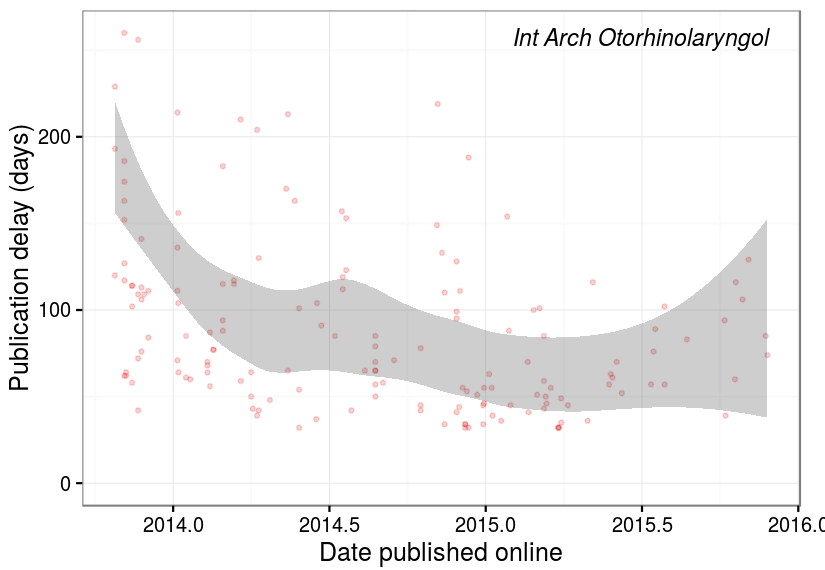 Int Arch Otorhinolaryngol
Publication delay (days)
200
100
0
2014.0 2014.5 2015.0 2015.5 2016.0
Date published online